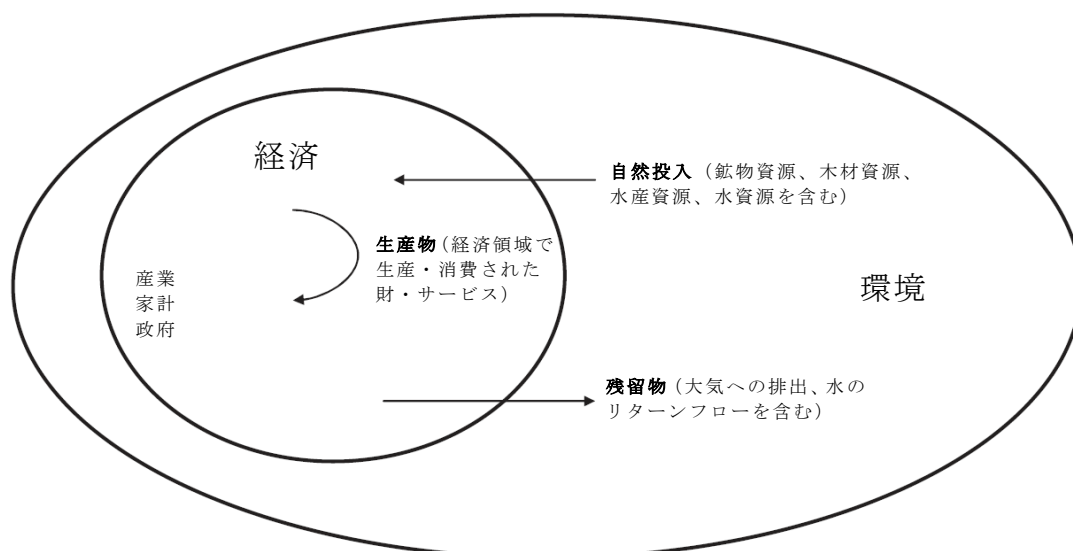 経済
自然投入（鉱物資源、木材資源、
水産資源、水資源を含む）
生産物（経済領域で
生産・消費された
財・サービス）
産業
家計
政府
環境
残留物（大気への排出、水の
リターンフローを含む）